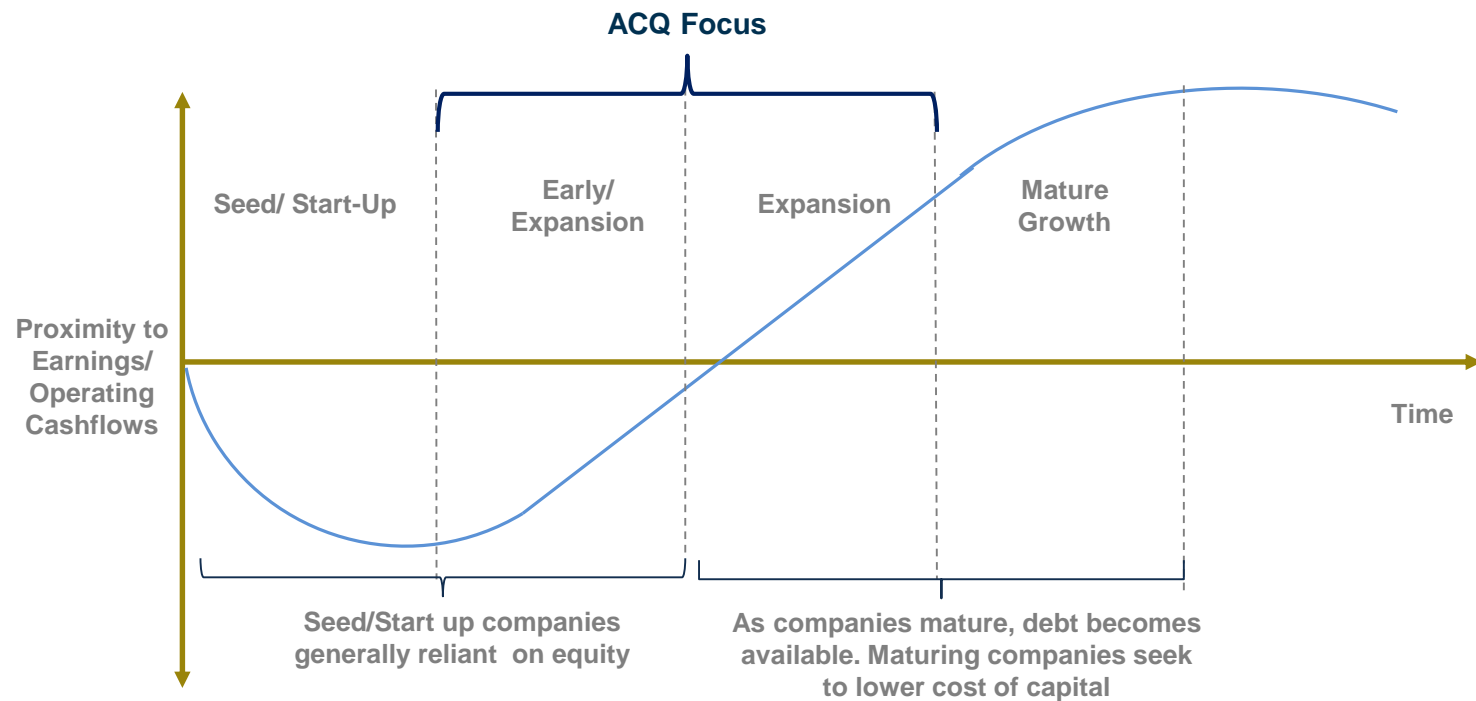 ACQ Focus
Seed/ Start-Up
Early/
Expansion
Expansion
Mature
Growth
Proximity to
Earnings/
Operating
Cashflows
Time
Seed/Start up companies
generally reliant  on equity
As companies mature, debt becomes
available. Maturing companies seek
to lower cost of capital